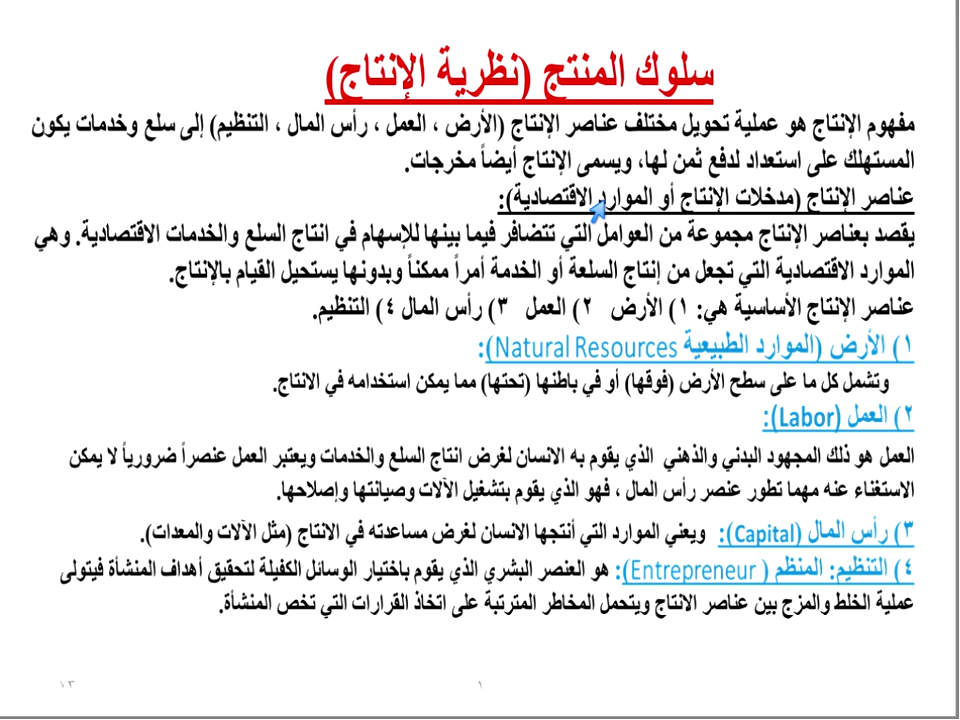 سلوك المنتج (نظرية الإنتاج)
مفهوم الإنتاج هو عملية تحويل مختلف عناصر الإنتاج (الأرض ، العمل ، رأس المال ، التنظيم) إلى سلع وخدمات يكون
المستهلك على استعداد لدفع ثمن لها، ويسمى الإنتاج أيضاً مخرجات.
عناصر الإنتاج (مدخلات الإنتاج أو الموارد الاقتصادية):
يقصد بعناصر الإنتاج مجموعة من العوامل التي تتضافر فيما بينها للإسهام في انتاج السلع والخدمات الاقتصادية. وهي
الموارد الاقتصادية التي تجعل من إنتاج السلعة أو الخدمة أمراً ممكناً وبدونها يستحيل القيام بالإنتاج.
عناصر الإنتاج الأساسية هي: ١) الأرض ٢) العمل ٣) رأس المال ٤) التنظيم.
١) الأرض (الموارد الطبيعية Natural Resources):
وتشمل كل ما على سطح الأرض (فوقها) أو في باطنها (تحتها) مما يمكن استخدامه في الانتاج.
٢) العمل (Labor):
العمل هو ذلك المجهود البدني والذهني الذي يقوم به الانسان لغرض انتاج السلع والخدمات ويعتبر العمل عنصراً ضرورياً لا يمكن
الاستغناء عنه مهما تطور عنصر رأس المال ، فهو الذي يقوم بتشغيل الآلات وصيانتها وإصلاحها.
٣) رأس المال (Capital): ويعني الموارد التي أنتجها الانسان لغرض مساعدته في الانتاج (مثل الآلات والمعدات).
٤) التنظيم: المنظم ( Entrepreneur): هو العنصر البشري الذي يقوم باختيار الوسائل الكفيلة لتحقيق أهداف المنشأة فيتولى
عملية الخلط والمزج بين عناصر الانتاج ويتحمل المخاطر المترتبة على اتخاذ القرارات التي تخص المنشأة.
١
٧٣